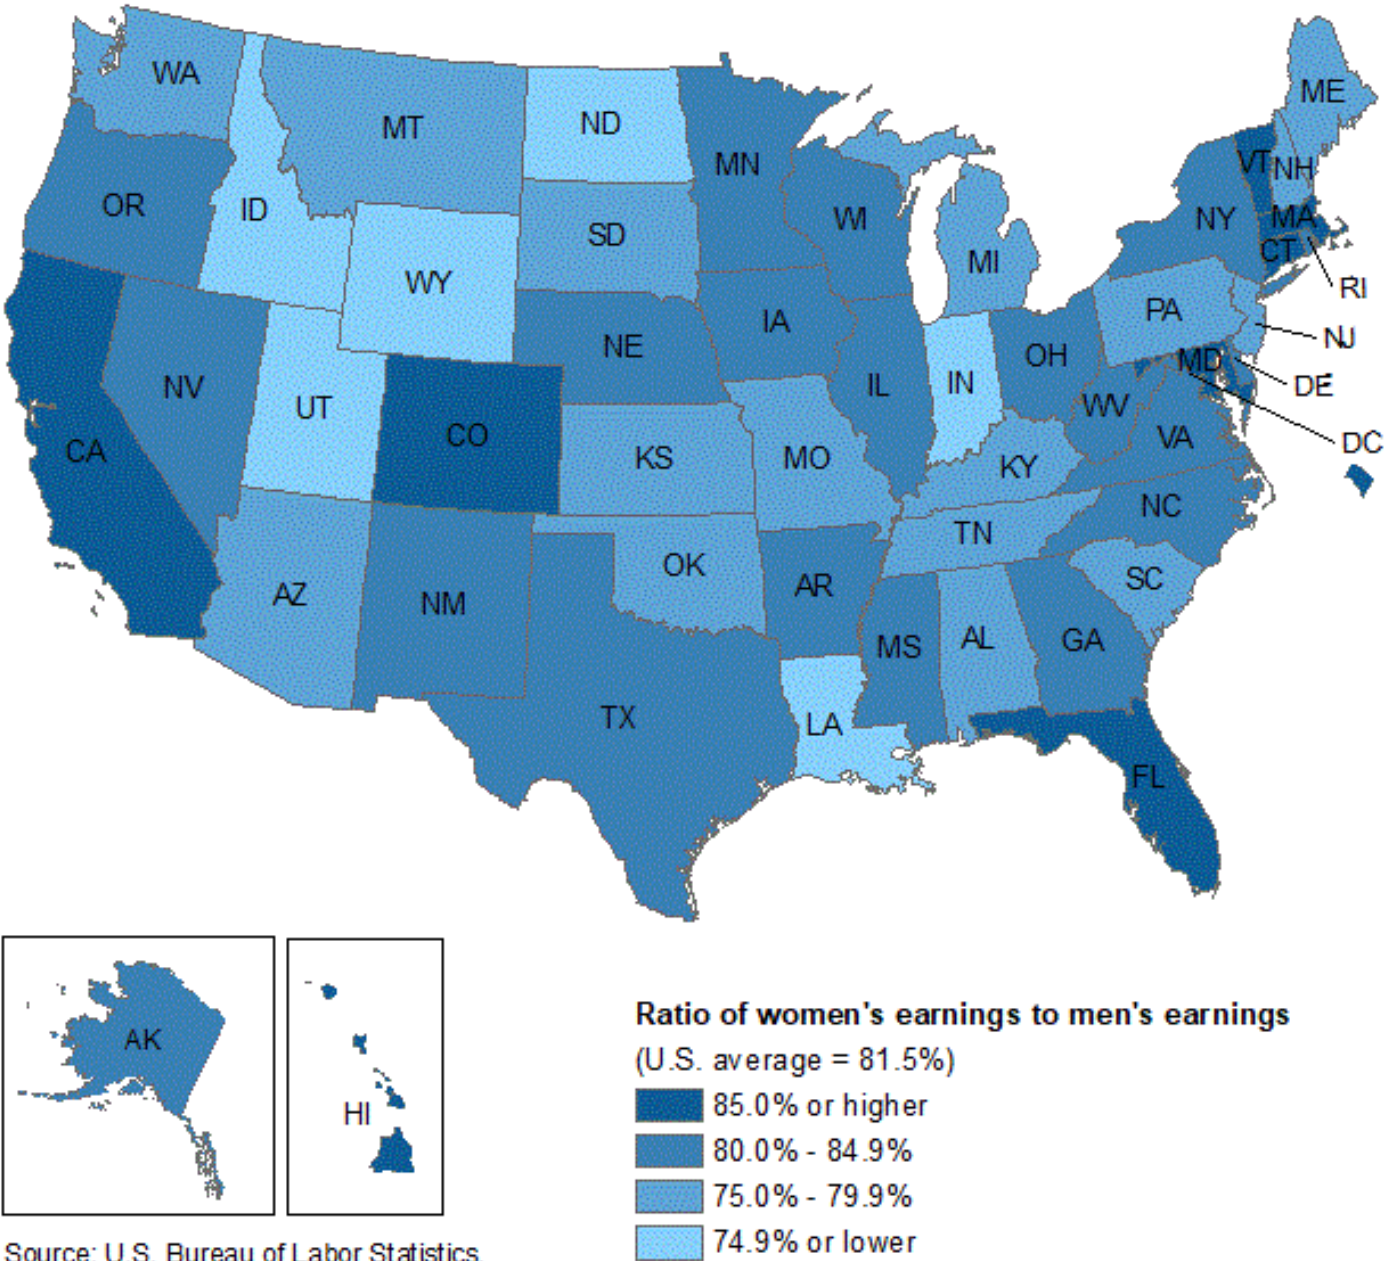 WA
MT
ND
MN
ME
VT
NH
OR
ID
SD
WI
NY
MA
WY
MI
CT
RI
IA
PA
NE
NJ
NV
UT
IL
IN
OH
MD
DE
CO
WV
CA
KS
MO
KY
VA
DC
OK
TN
NC
AZ
NM
AR
SC
MS
AL
GA
TX
LA
FL
AK
HI
Ratio of women's earnings to men's earnings
(U.S. average = 81.5%)
85.0% or higher
80.0% - 84.9%
75.0% - 79.9%
74.9% or lower
Source: U.S. Bureau of Labor Statistics.